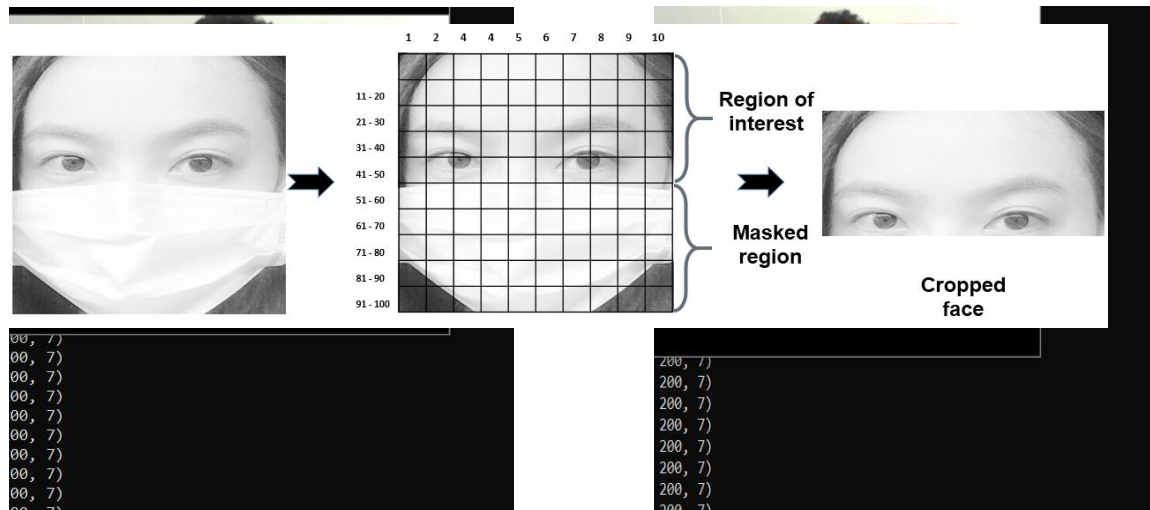 1 2 4 4 5 6 7 8 9 10
11 - 20
21 - 30
31 - 40
41 - 50
51 - 60
61 - 70
71 - 80
81 - 90
91 - 100
Region of
interest
Masked
region
Cropped
face
00, 7)
00, 7)
00, 7)
00, 7)
00, 7)
00, 7)
00, 7)
00, 7)
00, 7)
200, 7)
200, 7)
200, 7)
200, 7)
200, 7)
200, 7)
200, 7)